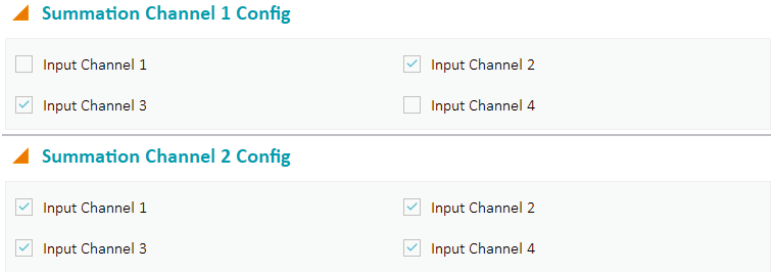 Summation Channel 1 Config
Input Channel 1 Input Channel 2
Input Channel 3 Input Channel 4
Summation Channel 2 Config
Input Channel 1 Input Channel 2
Input Channel 3 Input Channel 4